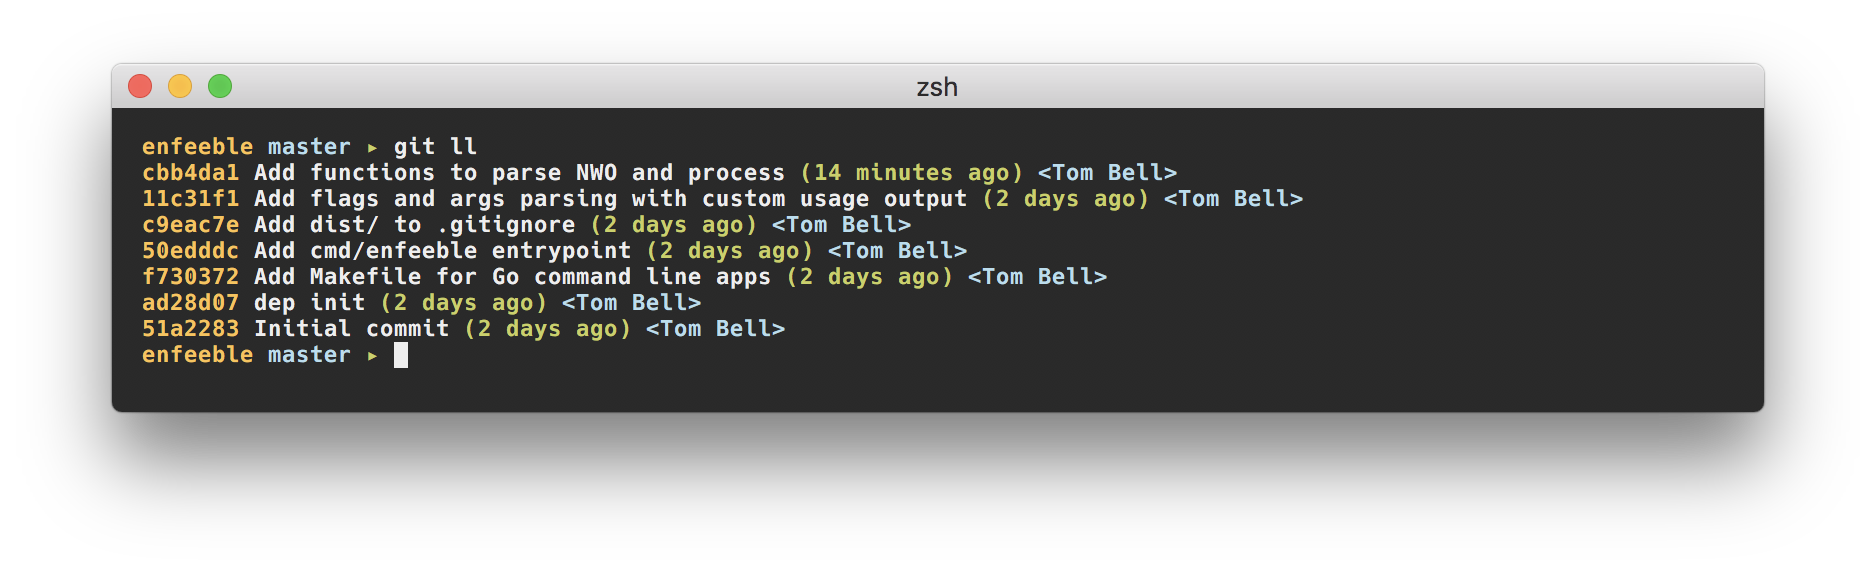 zsh
enfeeble master ▸ git ll
cbb4da1 Add functions to parse NWO and process (14 minutes ago) <Tom Bell>
11c31f1 Add flags and args parsing with custom usage output (2 days ago) <Tom Bell>
c9eac7e Add dist/ to .gitignore (2 days ago) <Tom Bell>
50edddc Add cmd/enfeeble entrypoint (2 days ago) <Tom Bell>
f730372 Add Makefile for Go command line apps (2 days ago) <Tom Bell>
ad28d07 dep init (2 days ago) <Tom Bell>
51a2283 Initial commit (2 days ago) <Tom Bell>
enfeeble master ▸